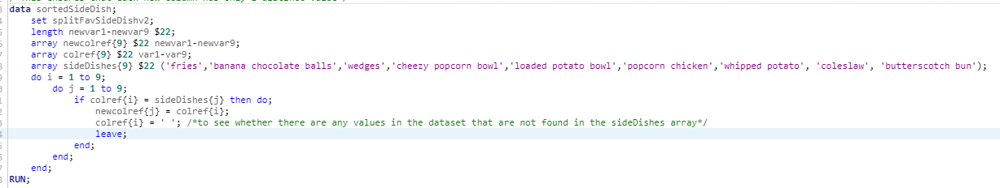 data sortedSideDish;
set splitFavSideDishv2;
length newvar1-newvar9 $22;
array newcolref{9} $22 newvar1-newvar9;
array colref{9} $22 var1-var9;
array sideDishes{9} $22 ('fries','banana chocolate balls','wedges','cheezy popcorn bowl','loaded potato bowl','popcorn chicken','whipped potato', 'coleslaw', 'butterscotch bun');
do i = 1 to 9;
do j = 1 to 9;
if colref{i} = sideDishes{j} then do;
newcolref{j} = colref{i};
colref{i} = ' '; /*to see whether there are any values in the dataset that are not found in the sideDishes array*/
leave;
end;
end;
end;
RUN;